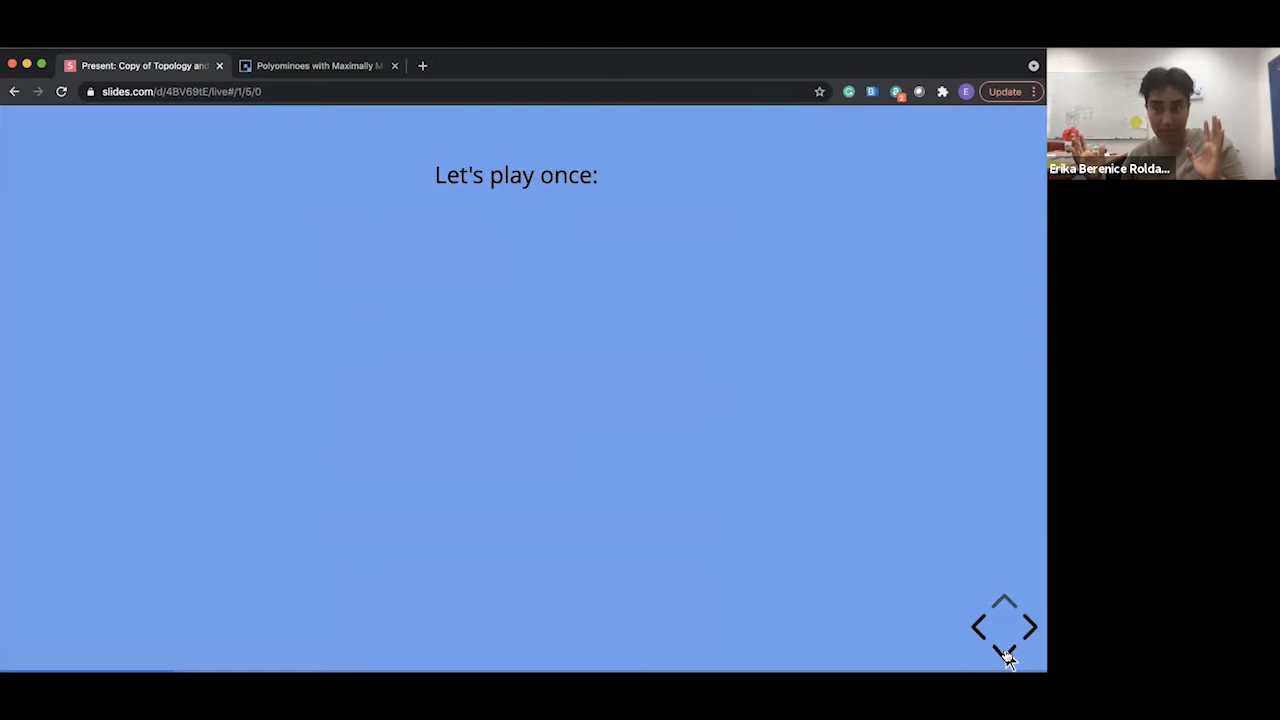 Present: Copy of Topology and
Polyominoes with Maximally M
slides.com/d/4BV69tE/live#/1/5/0
2
E
Update
Let's play once:
Erika Berenice Rolda...